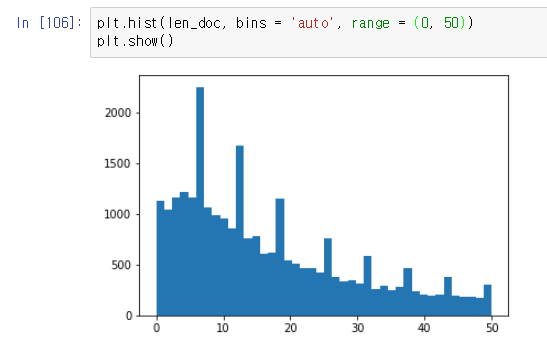 In [106]: plt.hist(len_doc, bins = 'auto', range = (0, 50))
plt.show()
2000
1500
1000
500
0
0 10 20 30 40 50